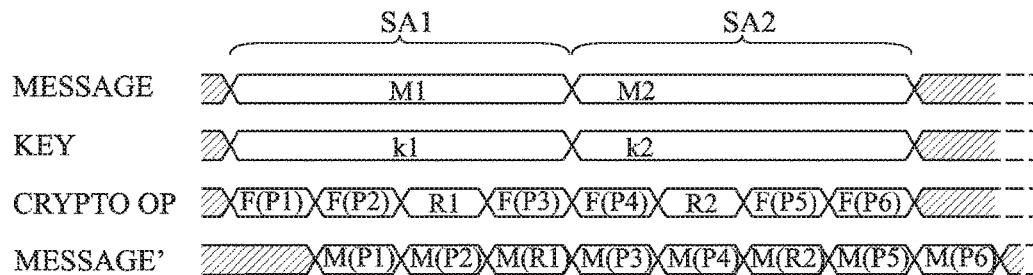 SA1 SA2
MESSAGE M1 M2
KEY k1 k2
CRYPTO OP F(P1) F(P2) R1 F(P3) F(P4) R2 F(P5) F(P6)
MESSAGE’ M(P1) M(P2) M(R1) M(P3) M(P4) M(R2) M(P5) M(P6)